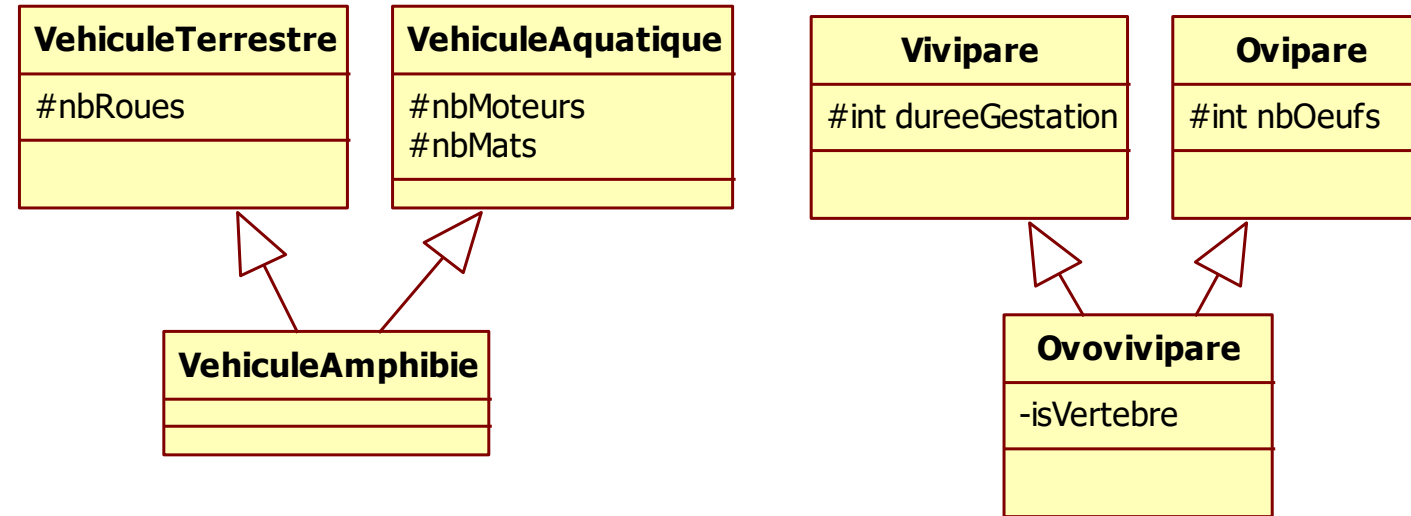 VehiculeTerrestre
#nbRoues
VehiculeAquatique
#nbMoteurs
#nbMats
VehiculeAmphibie
Vivipare
#int dureeGestation
Ovipare
#int nbOeufs
Ovovivipare
-isVertebre